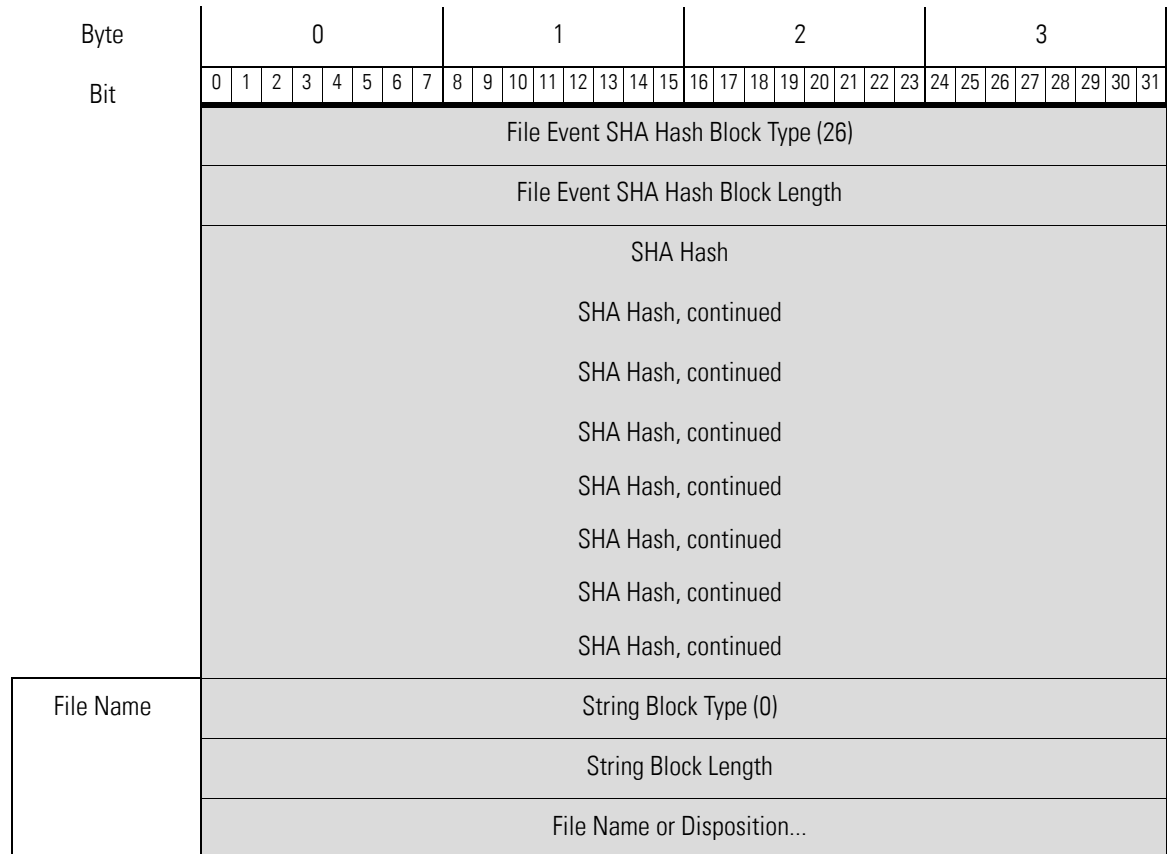 Byte 0 1 2 3
Bit 0 1 2 3 4 5 6 7 8 9 10 11 12 13 14 15 16 17 18 19 20 21 22 23 24 25 26 27 28 29 30 31
File Event SHA Hash Block Type (26)
File Event SHA Hash Block Length
SHA Hash
SHA Hash, continued
SHA Hash, continued
SHA Hash, continued
SHA Hash, continued
SHA Hash, continued
SHA Hash, continued
SHA Hash, continued
File Name String Block Type (0)
String Block Length
File Name or Disposition...